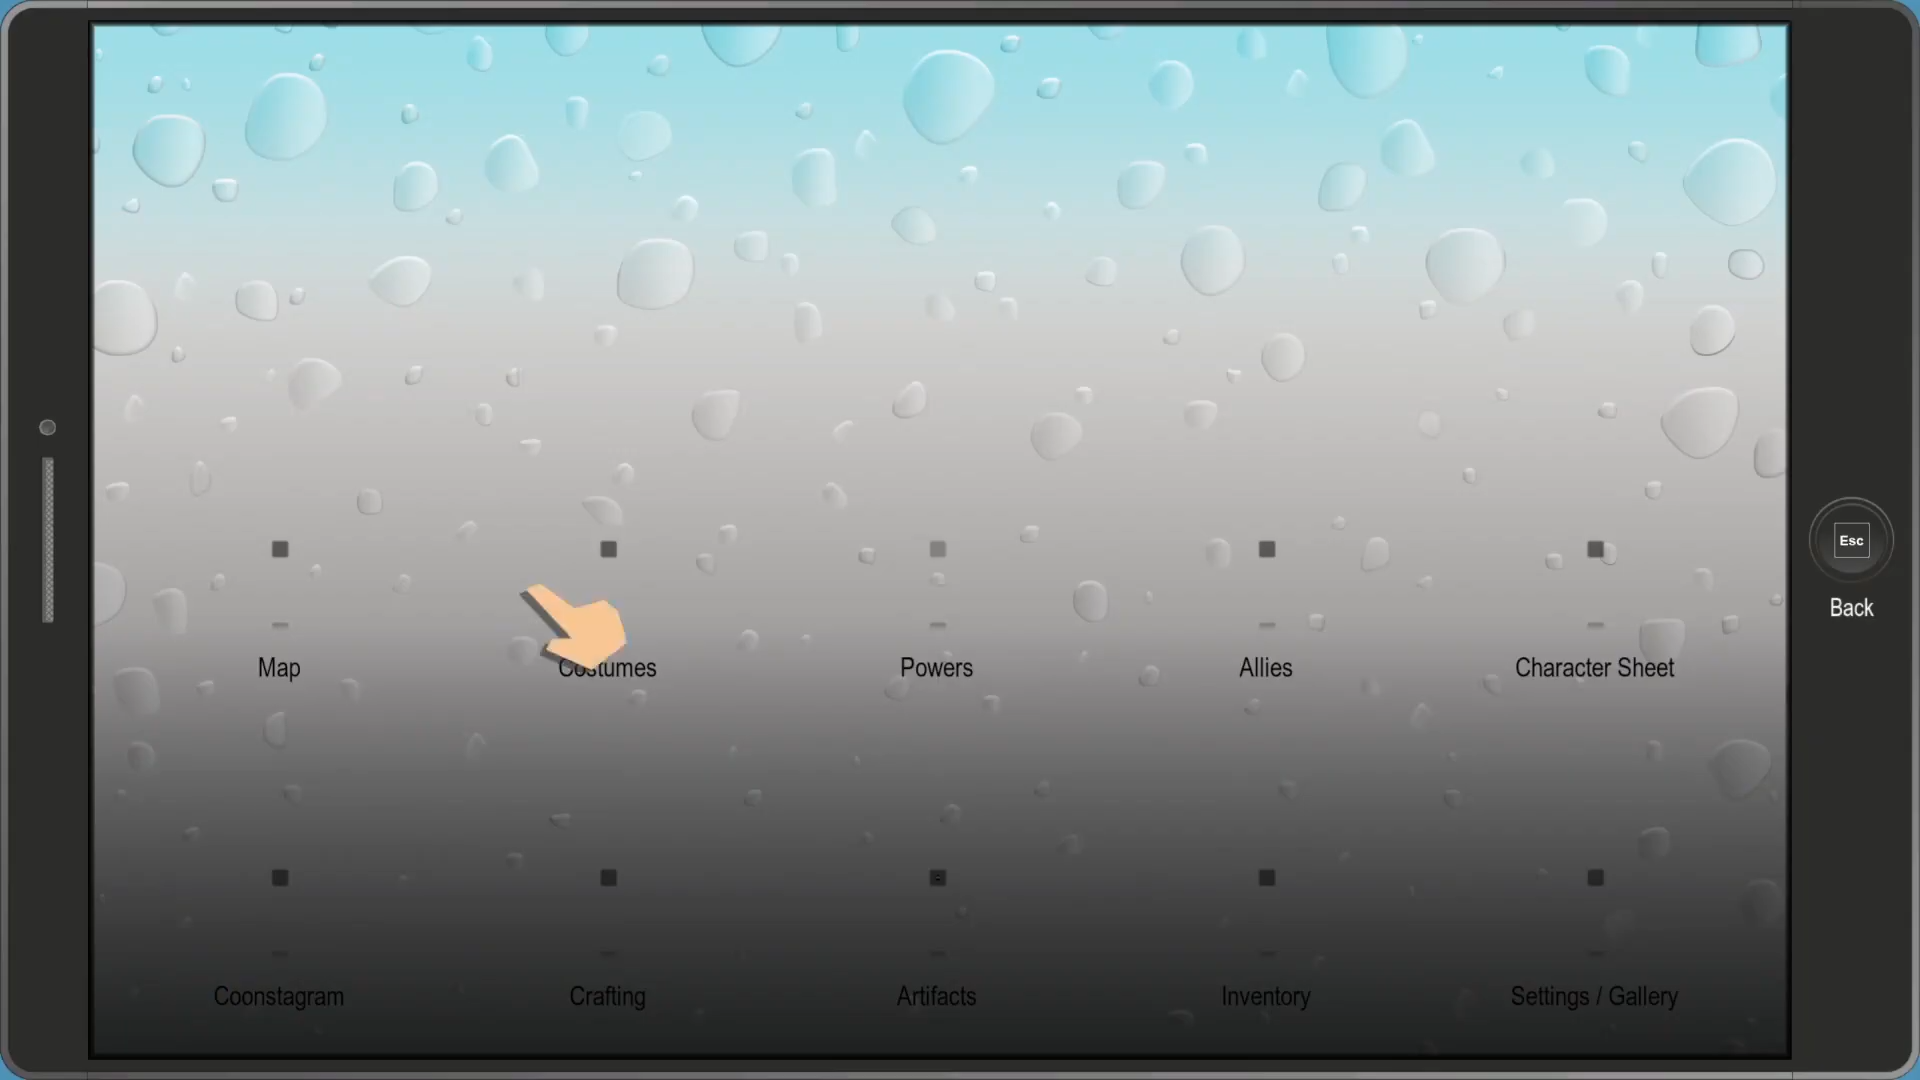 Esc
Back
Map
Costumes
Powers
Allies
Character Sheet
Coonstagram
Crafting
Artifacts
Inventory
Settings / Gallery